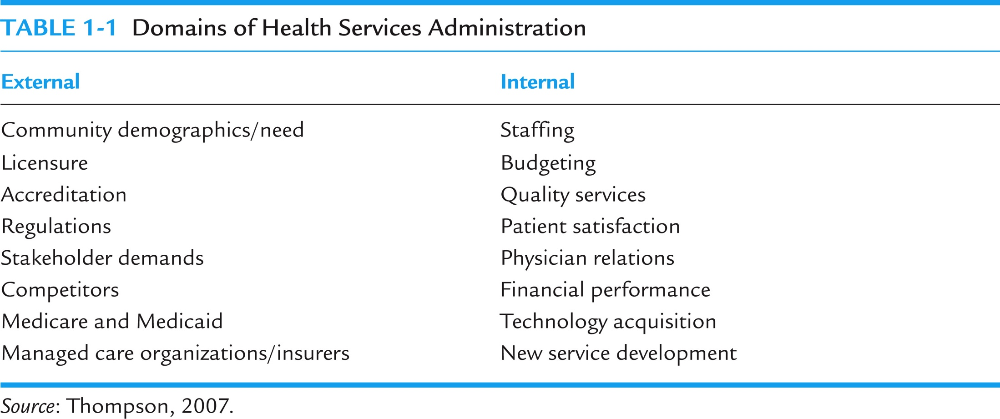 TABLE 1-1 Domains of Health Services Administration
External Internal
Community demographics/need Staffing
Licensure Budgeting
Accreditation Quality services
Regulations Patient satisfaction
Stakeholder demands Physician relations
Competitors Financial performance
Medicare and Medicaid Technology acquisition
Managed care organizations/insurers New service development
Source: Thompson, 2007.